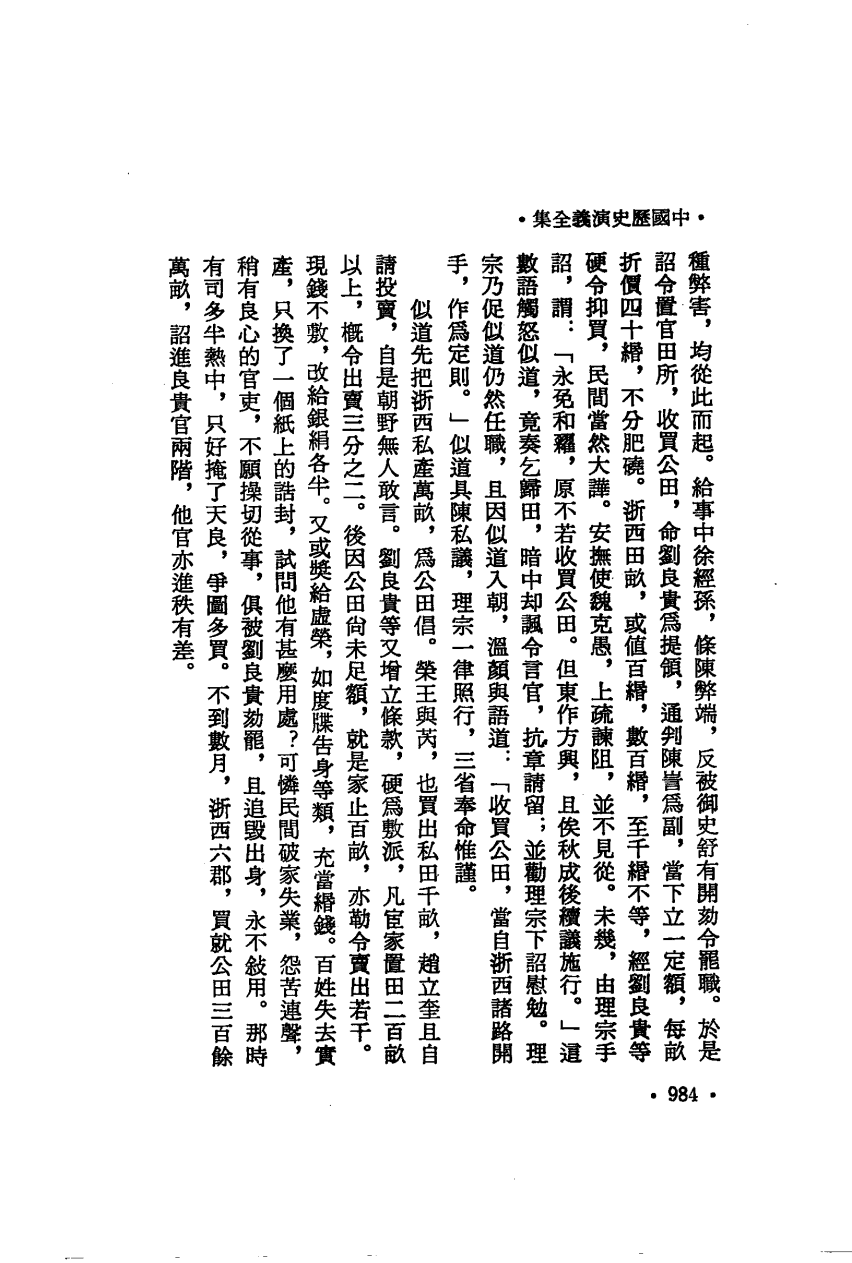 •中國歷史演義全集•
種弊害，均從此而起。給事中徐經孫，條陳弊端，反被御史舒有開劾令罷職。於是
詔令置官田所，收買公田，命劉良貴爲提領，通判陳訔爲副，當下立一定額，每畝
折價四十緡，不分肥磽。浙西田畝，或值百緡，數百緡，至千緡不等，經劉良貴等
硬令抑買，民間當然大譁。安撫使魏克愚，上疏諫阻，並不見從。未幾，由理宗手
詔，謂：「永免和糴，原不若收買公田。但東作方興，且俟秋成後續議施行。」這
數語觸怒似道，竟奏乞歸田，暗中却諷令言官，抗章請留；並勸理宗下詔慰勉。理
宗乃促似道仍然任職，且因似道入朝，溫顏與語道：「收買公田，當自浙西諸路開
手，作爲定則。」似道具陳私議，理宗一律照行，三省奉命惟謹。
似道先把浙西私產萬畝，爲公田倡。榮王與芮，也買出私田千畝，趙立奎且自
請投賣，自是朝野無人敢言。劉良貴等又增立條款，硬爲敷派，凡宦家置田二百畝
以上，概令出賣三分之二。後因公田尙未足額，就是家止百畝，亦勒令賣出若干。
現錢不敷，改給銀絹各半。又或獎給虛榮，如度牒告身等類，充當緡錢。百姓失去實
產，只換了一個紙上的誥封，試問他有甚麼用處？可憐民間破家失業，怨苦連聲，
稍有良心的官吏，不願操切從事，俱被劉良貴劾罷，且追毀出身，永不敍用。那時
有司多半熱中，只好掩了天良，爭圖多買。不到數月，浙西六郡，買就公田三百餘
萬畝，詔進良貴官兩階，他官亦進秩有差。
•984•